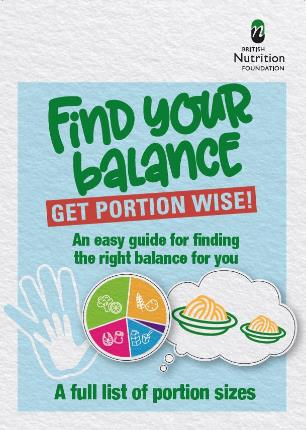 n
BRITISH
Nutrition
FOUNDATION
FIND YOUR
balance
GET PORTION WISE!
An easy guide for finding
the right balance for you
A full list of portion sizes